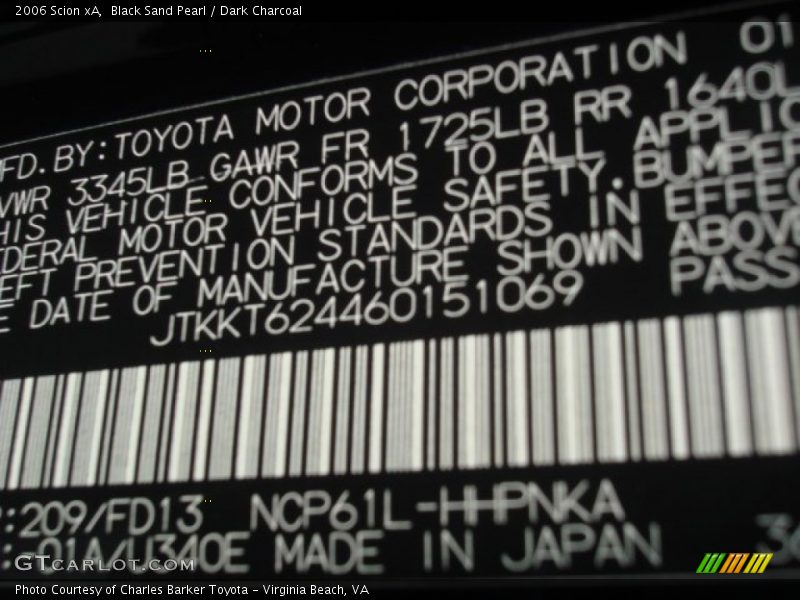 2006 Scion xA, Black Sand Pearl / Dark Charcoal
FD.BY:TOYOTA MOTOR CORPORATION 01
VWR 3345LB GAWR FR 1725LB RR 1640L
HIS VEHICLE CONFORMS TO ALL APPLIC
DERAL MOTOR VEHICLE SAFETY.BUMPER
EFT PREVENTION STANDARDS IN EFFEC
E DATE OF MANUFACTURE SHOWN ABOVE
JTKKT624460151069 PASS
:209/FD13 NCP61L-HHPNKA
:01A/U340E MADE IN JAPAN 36
GTcarlot.com
Photo Courtesy of Charles Barker Toyota - Virginia Beach, VA